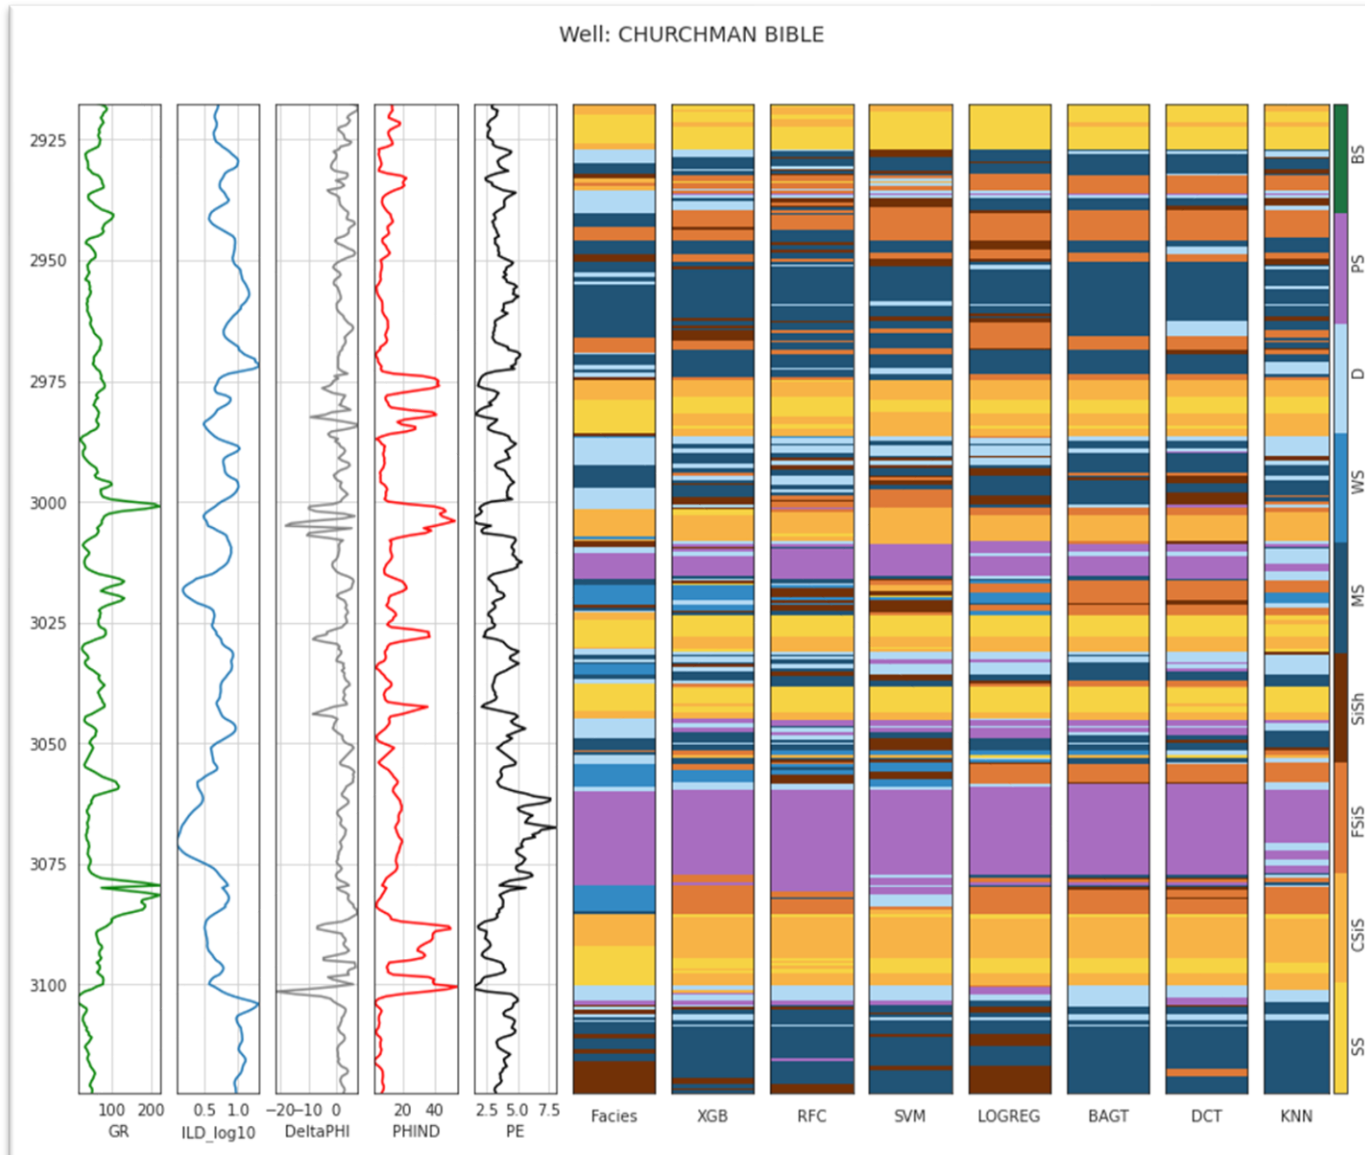 Well: CHURCHMAN BIBLE
2925
2950
2975
3000
3025
3050
3075
3100
100 200
GR
0.5 1.0
ILD_log10
−20−10 0
DeltaPHI
20 40
PHIND
2.5 5.0 7.5
PE
Facies
XGB
RFC
SVM
LOGREG
BAGT
DCT
KNN
BS
PS
D
WS
MS
SiSh
FSiS
CSiS
SS